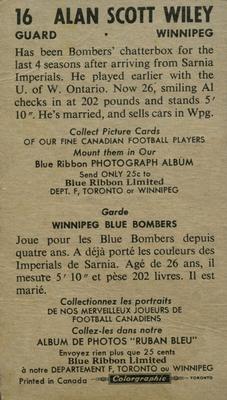 16 ALAN SCOTT WILEY
GUARD • WINNIPEG
Has been Bombers' chatterbox for the
last 4 seasons after arriving from Sarnia
Imperials. He played earlier with the
U. of W. Ontario. Now 26, smiling Al
checks in at 202 pounds and stands 5'
10". He's married, and sells cars in Wpg.
Collect Picture Cards
OF OUR FINE CANADIAN FOOTBALL PLAYERS
Mount them in Our
Blue Ribbon PHOTOGRAPH ALBUM
Send ONLY 25c to
Blue Ribbon Limited
DEPT. F, TORONTO or WINNIPEG
Garde
WINNIPEG BLUE BOMBERS
Joue pour les Blue Bombers depuis
quatre ans. A déjà porté les couleurs des
Imperials de Sarnia. Agé de 26 ans, il
mesure 5' 10" et pèse 202 livres. Il est
marié.
Collectionnez les portraits
DE NOS MERVEILLEUX JOUEURS DE
FOOTBALL CANADIENS
Collez-les dans notre
ALBUM DE PHOTOS "RUBAN BLEU"
Envoyez rien plus que 25 cents
Blue Ribbon Limited
à notre DEPARTEMENT F, TORONTO ou WINNIPEG
Printed in Canada Colorgraphic TORONTO